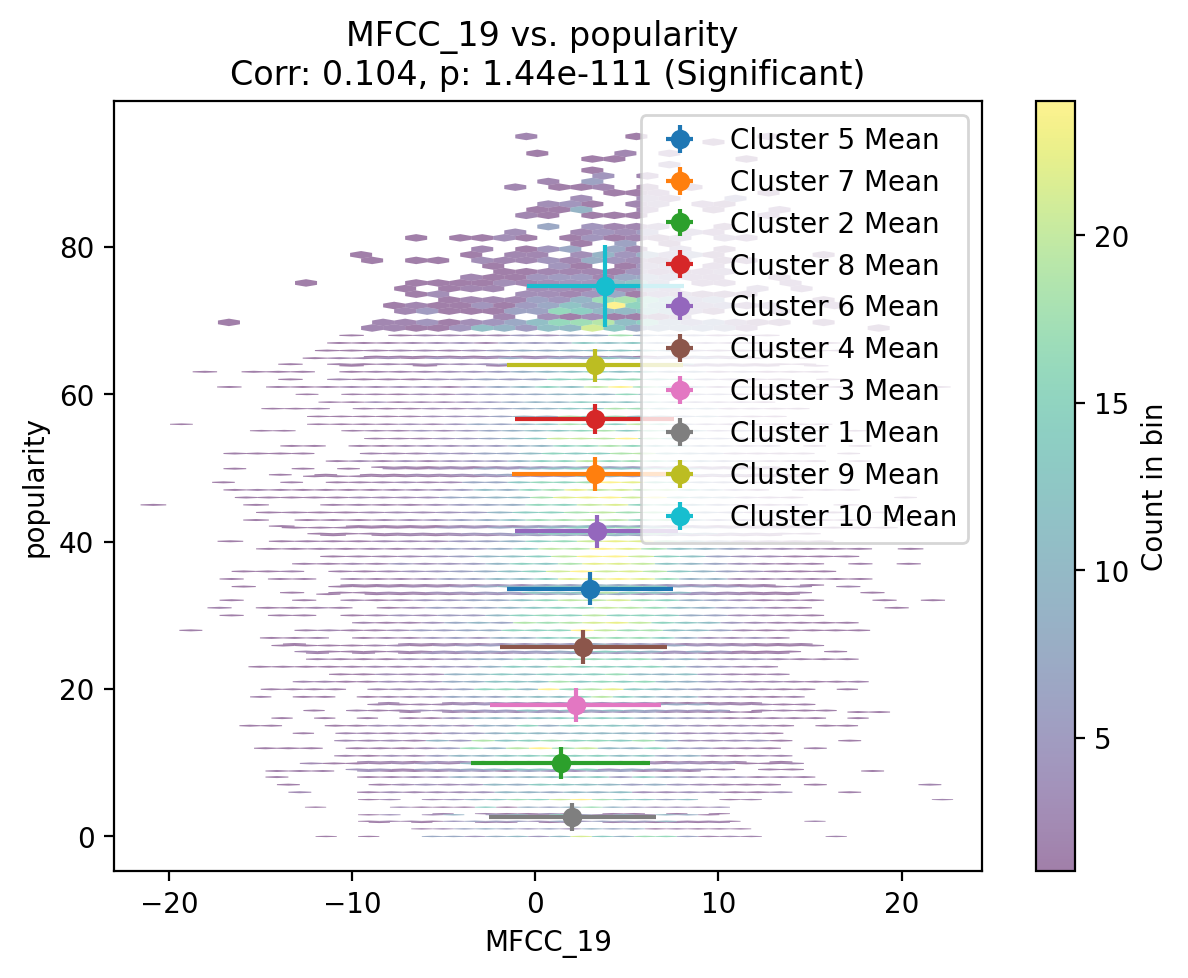 MFCC_19 vs. popularity
Corr: 0.104, p: 1.44e-111 (Significant)
Cluster 5 Mean
Cluster 7 Mean
Cluster 2 Mean
Cluster 8 Mean
Cluster 6 Mean
Cluster 4 Mean
Cluster 3 Mean
Cluster 1 Mean
Cluster 9 Mean
Cluster 10 Mean
80
60
40
20
0
popularity
−20
−10
0
10
20
MFCC_19
20
15
10
5
Count in bin